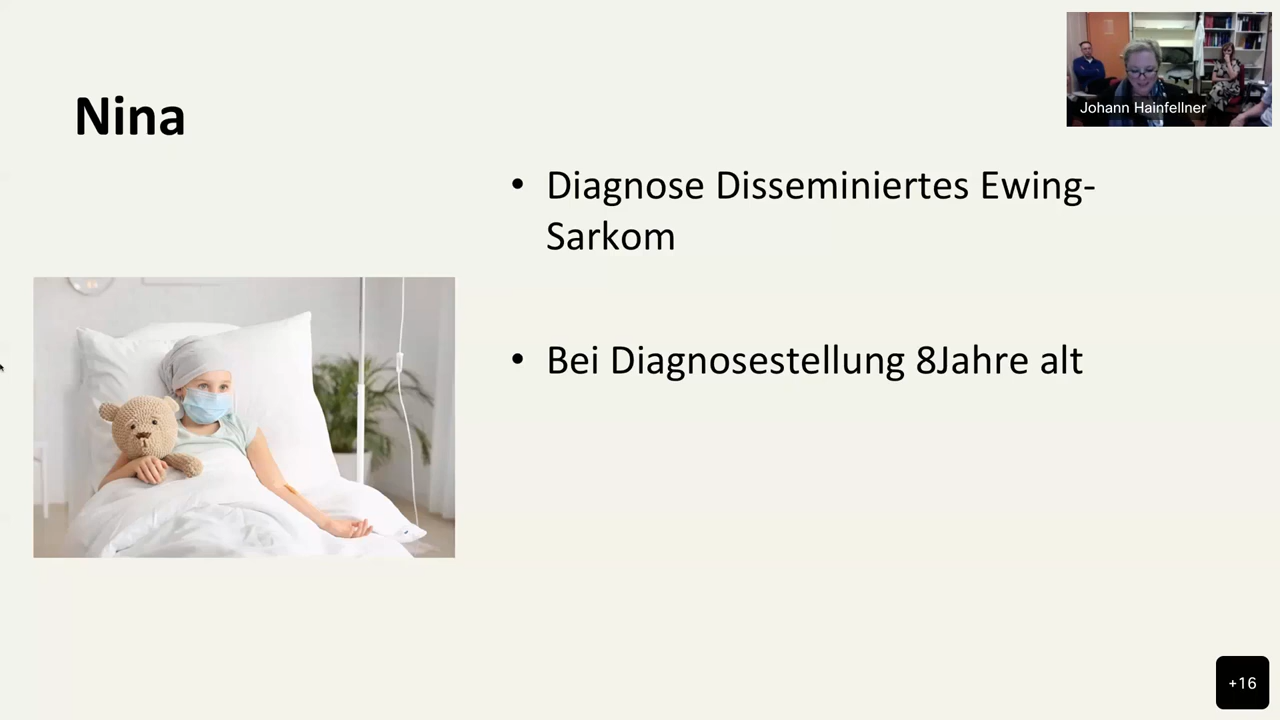 Johann Hainfellner
Nina
• Diagnose Disseminiertes Ewing-
Sarkom
• Bei Diagnosestellung 8Jahre alt
+16